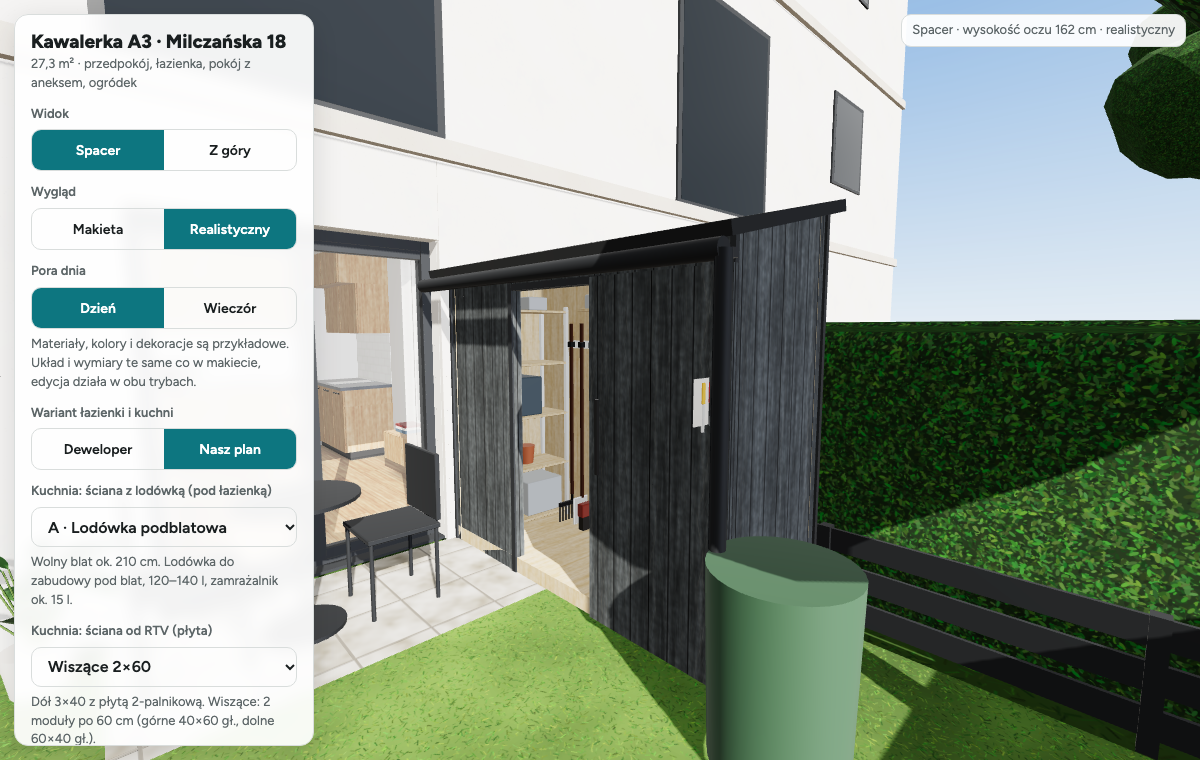 Kawalerka A3 · Milczańska 18
27,3 m² · przedpokój, łazienka, pokój z
aneksem, ogródek
Widok
Spacer
Z góry
Wygląd
Makieta
Realistyczny
Pora dnia
Dzień
Wieczór
Materiały, kolory i dekoracje są przykładowe.
Układ i wymiary te same co w makiecie,
edycja działa w obu trybach.
Wariant łazienki i kuchni
Deweloper
Nasz plan
Kuchnia: ściana z lodówką (pod łazienką)
A · Lodówka podblatowa
Wolny blat ok. 210 cm. Lodówka do
zabudowy pod blat, 120–140 l, zamrażalnik
ok. 15 l.
Kuchnia: ściana od RTV (płyta)
Wiszące 2×60
Dół 3×40 z płytą 2-palnikową. Wiszące: 2
moduły po 60 cm (górne 40×60 gł., dolne
60×40 gł.).
Spacer · wysokość oczu 162 cm · realistyczny